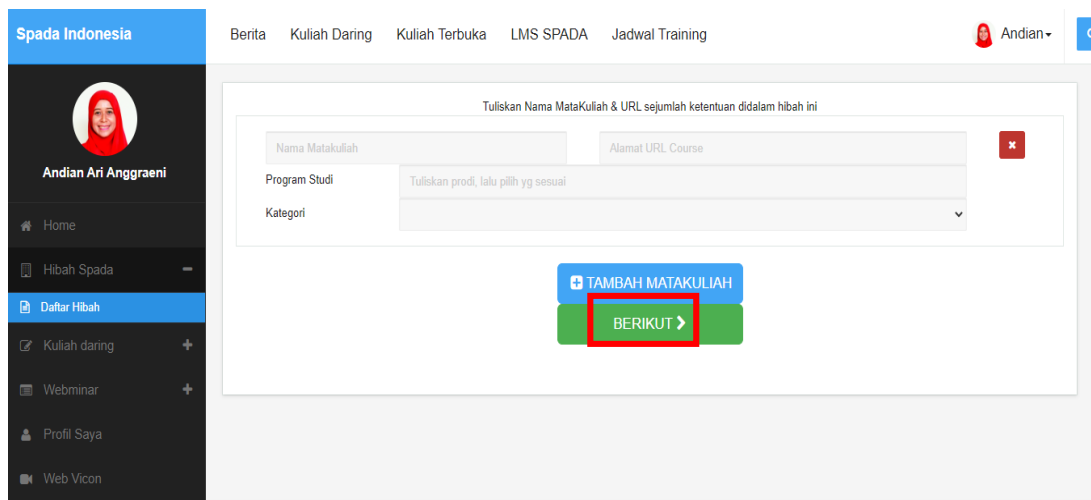 Spada Indonesia
Berita Kuliah Daring Kuliah Terbuka LMS SPADA Jadwal Training Andian
Andian Ari Anggraeni
Home
Hibah Spada
Daftar Hibah
Kuliah daring
Webminar
Profil Saya
Web Vicon
Tuliskan Nama MataKuliah & URL sejumlah ketentuan didalam hibah ini
Nama Matakuliah Alamat URL Course
Program Studi Tuliskan prodi, lalu pilih yg sesuai
Kategori
TAMBAH MATAKULIAH
BERIKUT